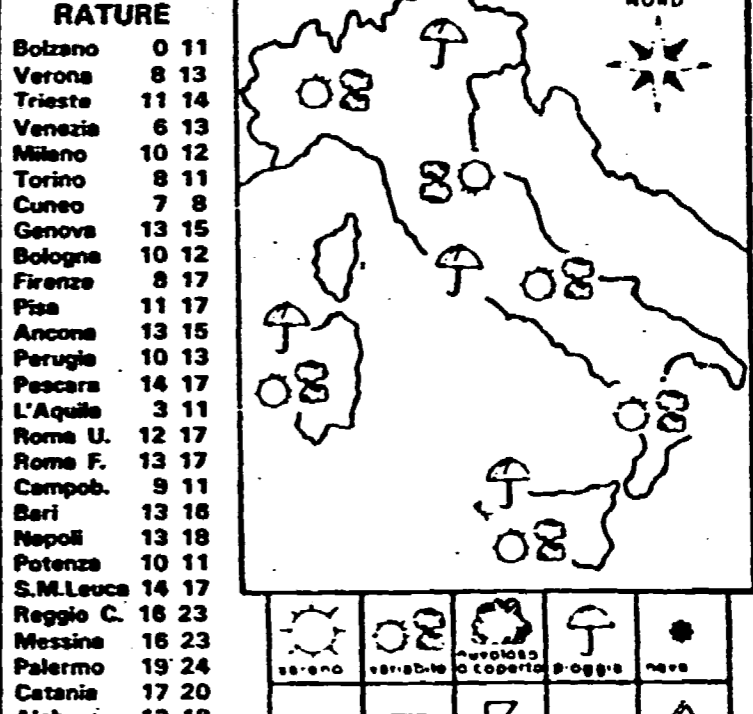 RATURE
Bolzano 0 11
Verona 8 13
Trieste 11 14
Venezia 6 13
Milano 10 12
Torino 8 11
Cuneo 7 8
Genova 13 15
Bologna 10 12
Firenze 8 17
Pisa 11 17
Ancona 13 15
Perugia 10 13
Pescara 14 17
L'Aquila 3 11
Roma U. 12 17
Roma F. 13 17
Campob. 9 11
Bari 13 16
Napoli 13 18
Potenza 10 11
S.M.Leuca 14 17
Reggio C. 16 23
Messina 16 23
Palermo 19 24
Catania 17 20
NORD
sereno
variabile
nuvoloso
o coperto
pioggia
neve